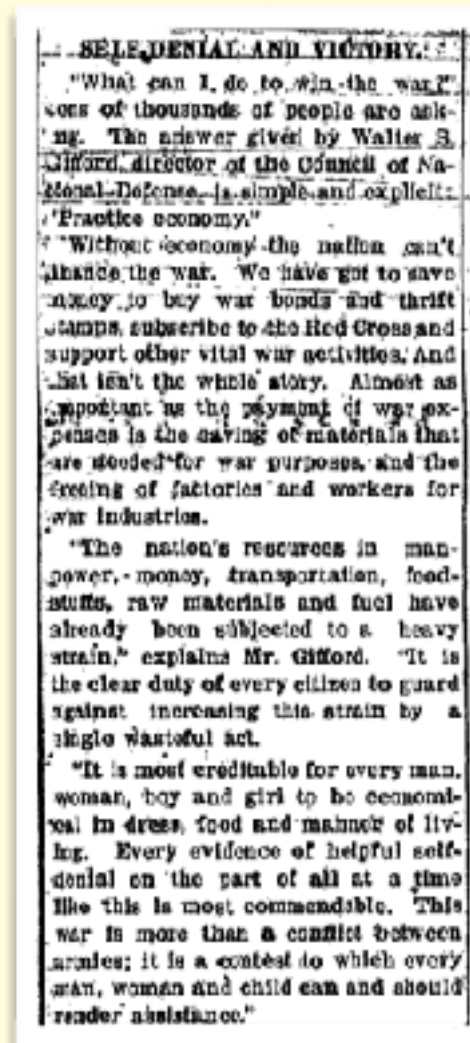 SELF-DENIAL AND VICTORY.
"What can I do to win the war?"
tens of thousands of people are ask-
ing. The answer given by Walter S.
Gifford, director of the Council of Na-
tional Defense, is simple and explicit:
"Practice economy."
"Without economy the nation can't
finance the war. We have got to save
money to buy war bonds and thrift
stamps, subscribe to the Red Cross and
support other vital war activities. And
that isn't the whole story. Almost as
important as the payment of war ex-
penses is the saving of materials that
are needed for war purposes, and the
freeing of factories and workers for
war industries.
"The nation's resources in man-
power, money, transportation, food-
stuffs, raw materials and fuel have
already been subjected to a heavy
strain," explains Mr. Gifford. "It is
the clear duty of every citizen to guard
against increasing this strain by a
single wasteful act.
"It is most creditable for every man,
woman, boy and girl to be economi-
cal in dress, food and manner of liv-
ing. Every evidence of helpful self-
denial on the part of all at a time
like this is most commendable. This
war is more than a conflict between
armies; it is a contest to which every
man, woman and child can and should
render assistance."